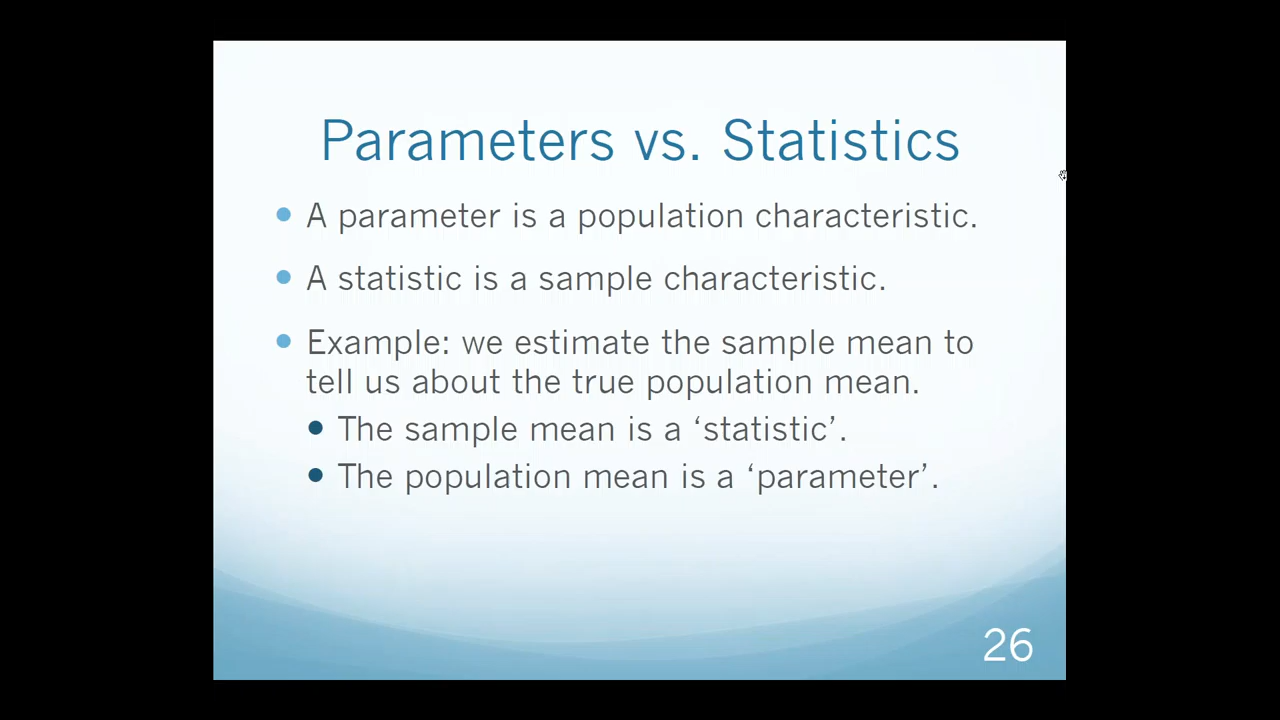 Parameters vs. Statistics
A parameter is a population characteristic.
A statistic is a sample characteristic.
Example: we estimate the sample mean to
tell us about the true population mean.
The sample mean is a ‘statistic’.
The population mean is a ‘parameter’.
26